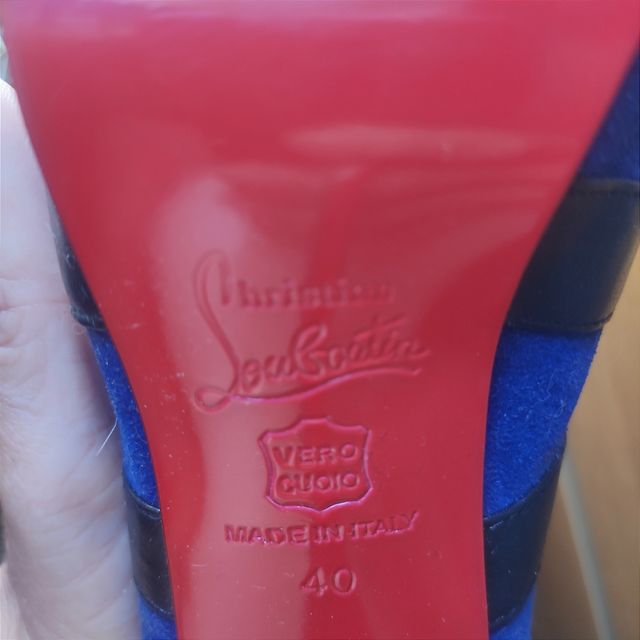 Christian
Louboutin
VERO
CUOIO
MADE IN ITALY
40